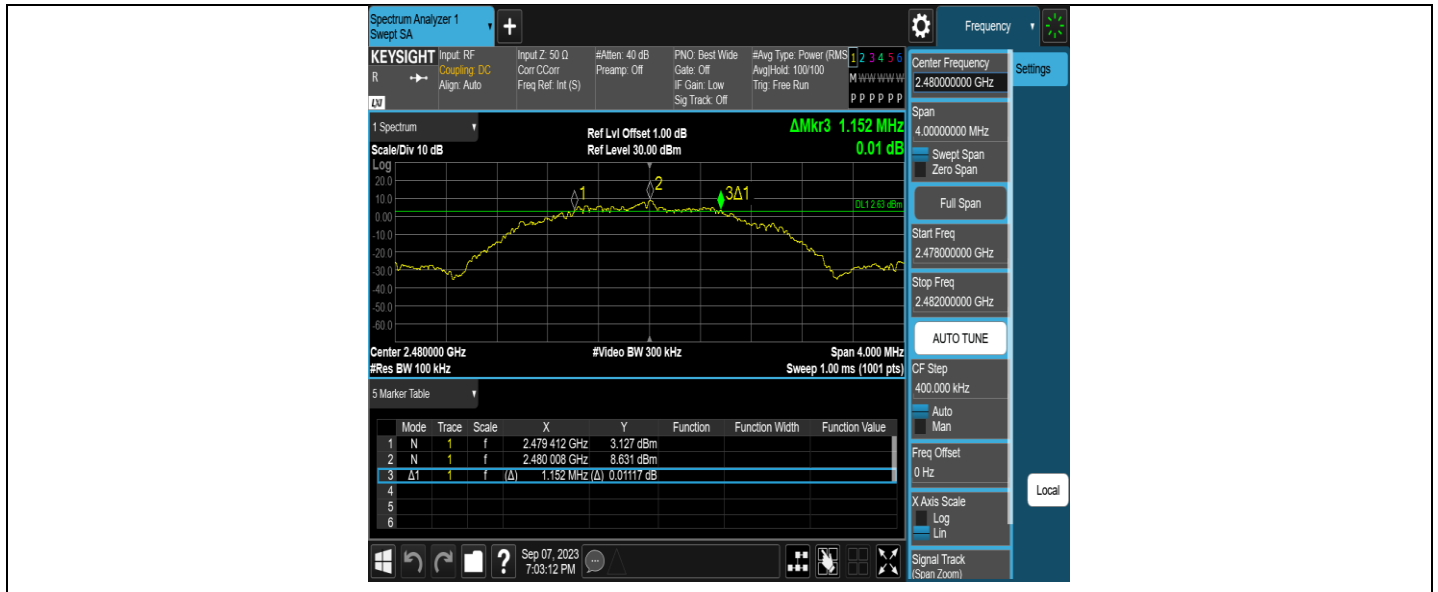 Spectrum Analyzer 1
Swept SA
+
Frequency
KEYSIGHT Input: RF Input Z: 50 Ω #Atten: 40 dB PNO: Best Wide #Avg Type: Power (RMS 1 2 3 4 5 6
R Coupling: DC Corr CCorr Preamp: Off Gate: Off Avg|Hold: 100/100 M W W W W W
Align: Auto Freq Ref: Int (S) IF Gain: Low Trig: Free Run
LXI Sig Track: Off P P P P P P
1 Spectrum
Ref Lvl Offset 1.00 dB
ΔMkr3 1.152 MHz
Scale/Div 10 dB Ref Level 30.00 dBm 0.01 dB
Log
20.0
10.0
0.00
-10.0
-20.0
-30.0
-40.0
-50.0
-60.0
1
2
3Δ1
DL1 2.63 dBm
Center 2.480000 GHz #Video BW 300 kHz Span 4.000 MHz
#Res BW 100 kHz Sweep 1.00 ms (1001 pts)
5 Marker Table
Mode Trace Scale X Y Function Function Width Function Value
1 N 1 f 2.479 412 GHz 3.127 dBm
2 N 1 f 2.480 008 GHz 8.631 dBm
3 Δ1 1 f (Δ) 1.152 MHz (Δ) 0.01117 dB
4
5
6
?
Sep 07, 2023
7:03:12 PM
Center Frequency
2.480000000 GHz
Span
4.00000000 MHz
Swept Span
Zero Span
Full Span
Start Freq
2.478000000 GHz
Stop Freq
2.482000000 GHz
AUTO TUNE
CF Step
400.000 kHz
Auto
Man
Freq Offset
0 Hz
X Axis Scale
Log
Lin
Signal Track
(Span Zoom)
Settings
Local